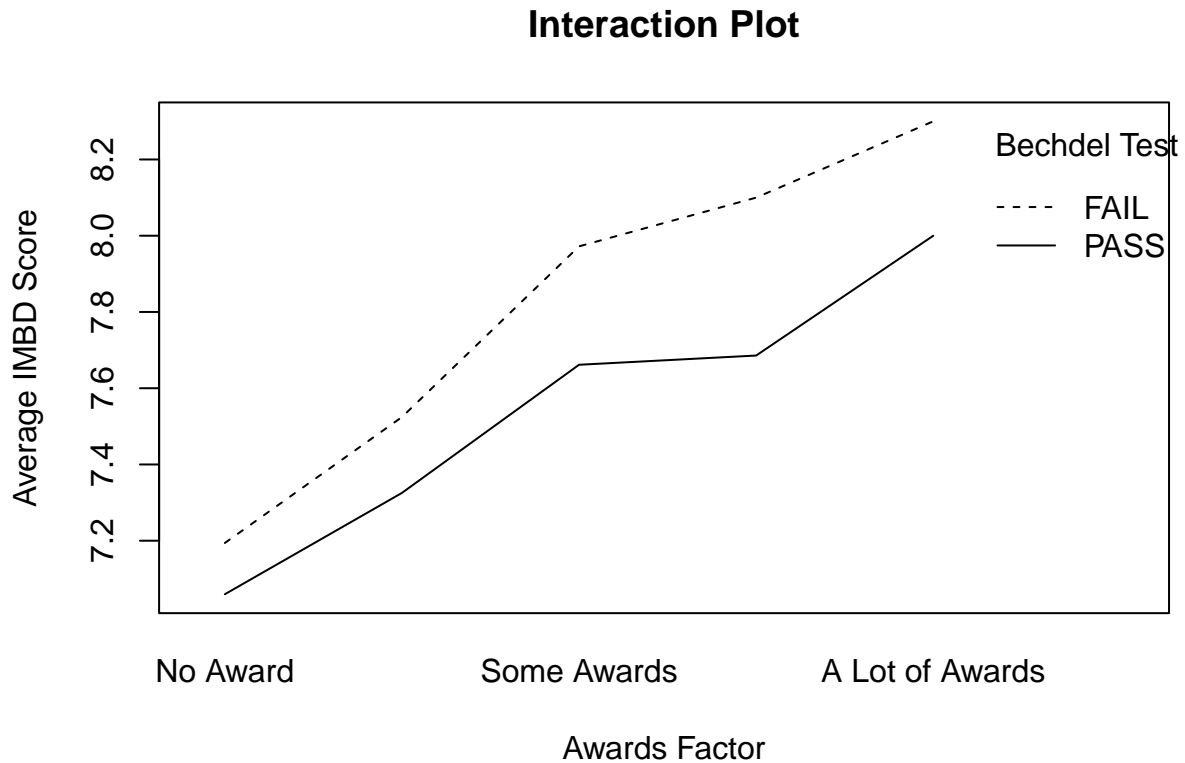 Interaction Plot
Average IMBD Score
8.2
8.0
7.8
7.6
7.4
7.2
Bechdel Test
FAIL
PASS
No Award Some Awards A Lot of Awards
Awards Factor